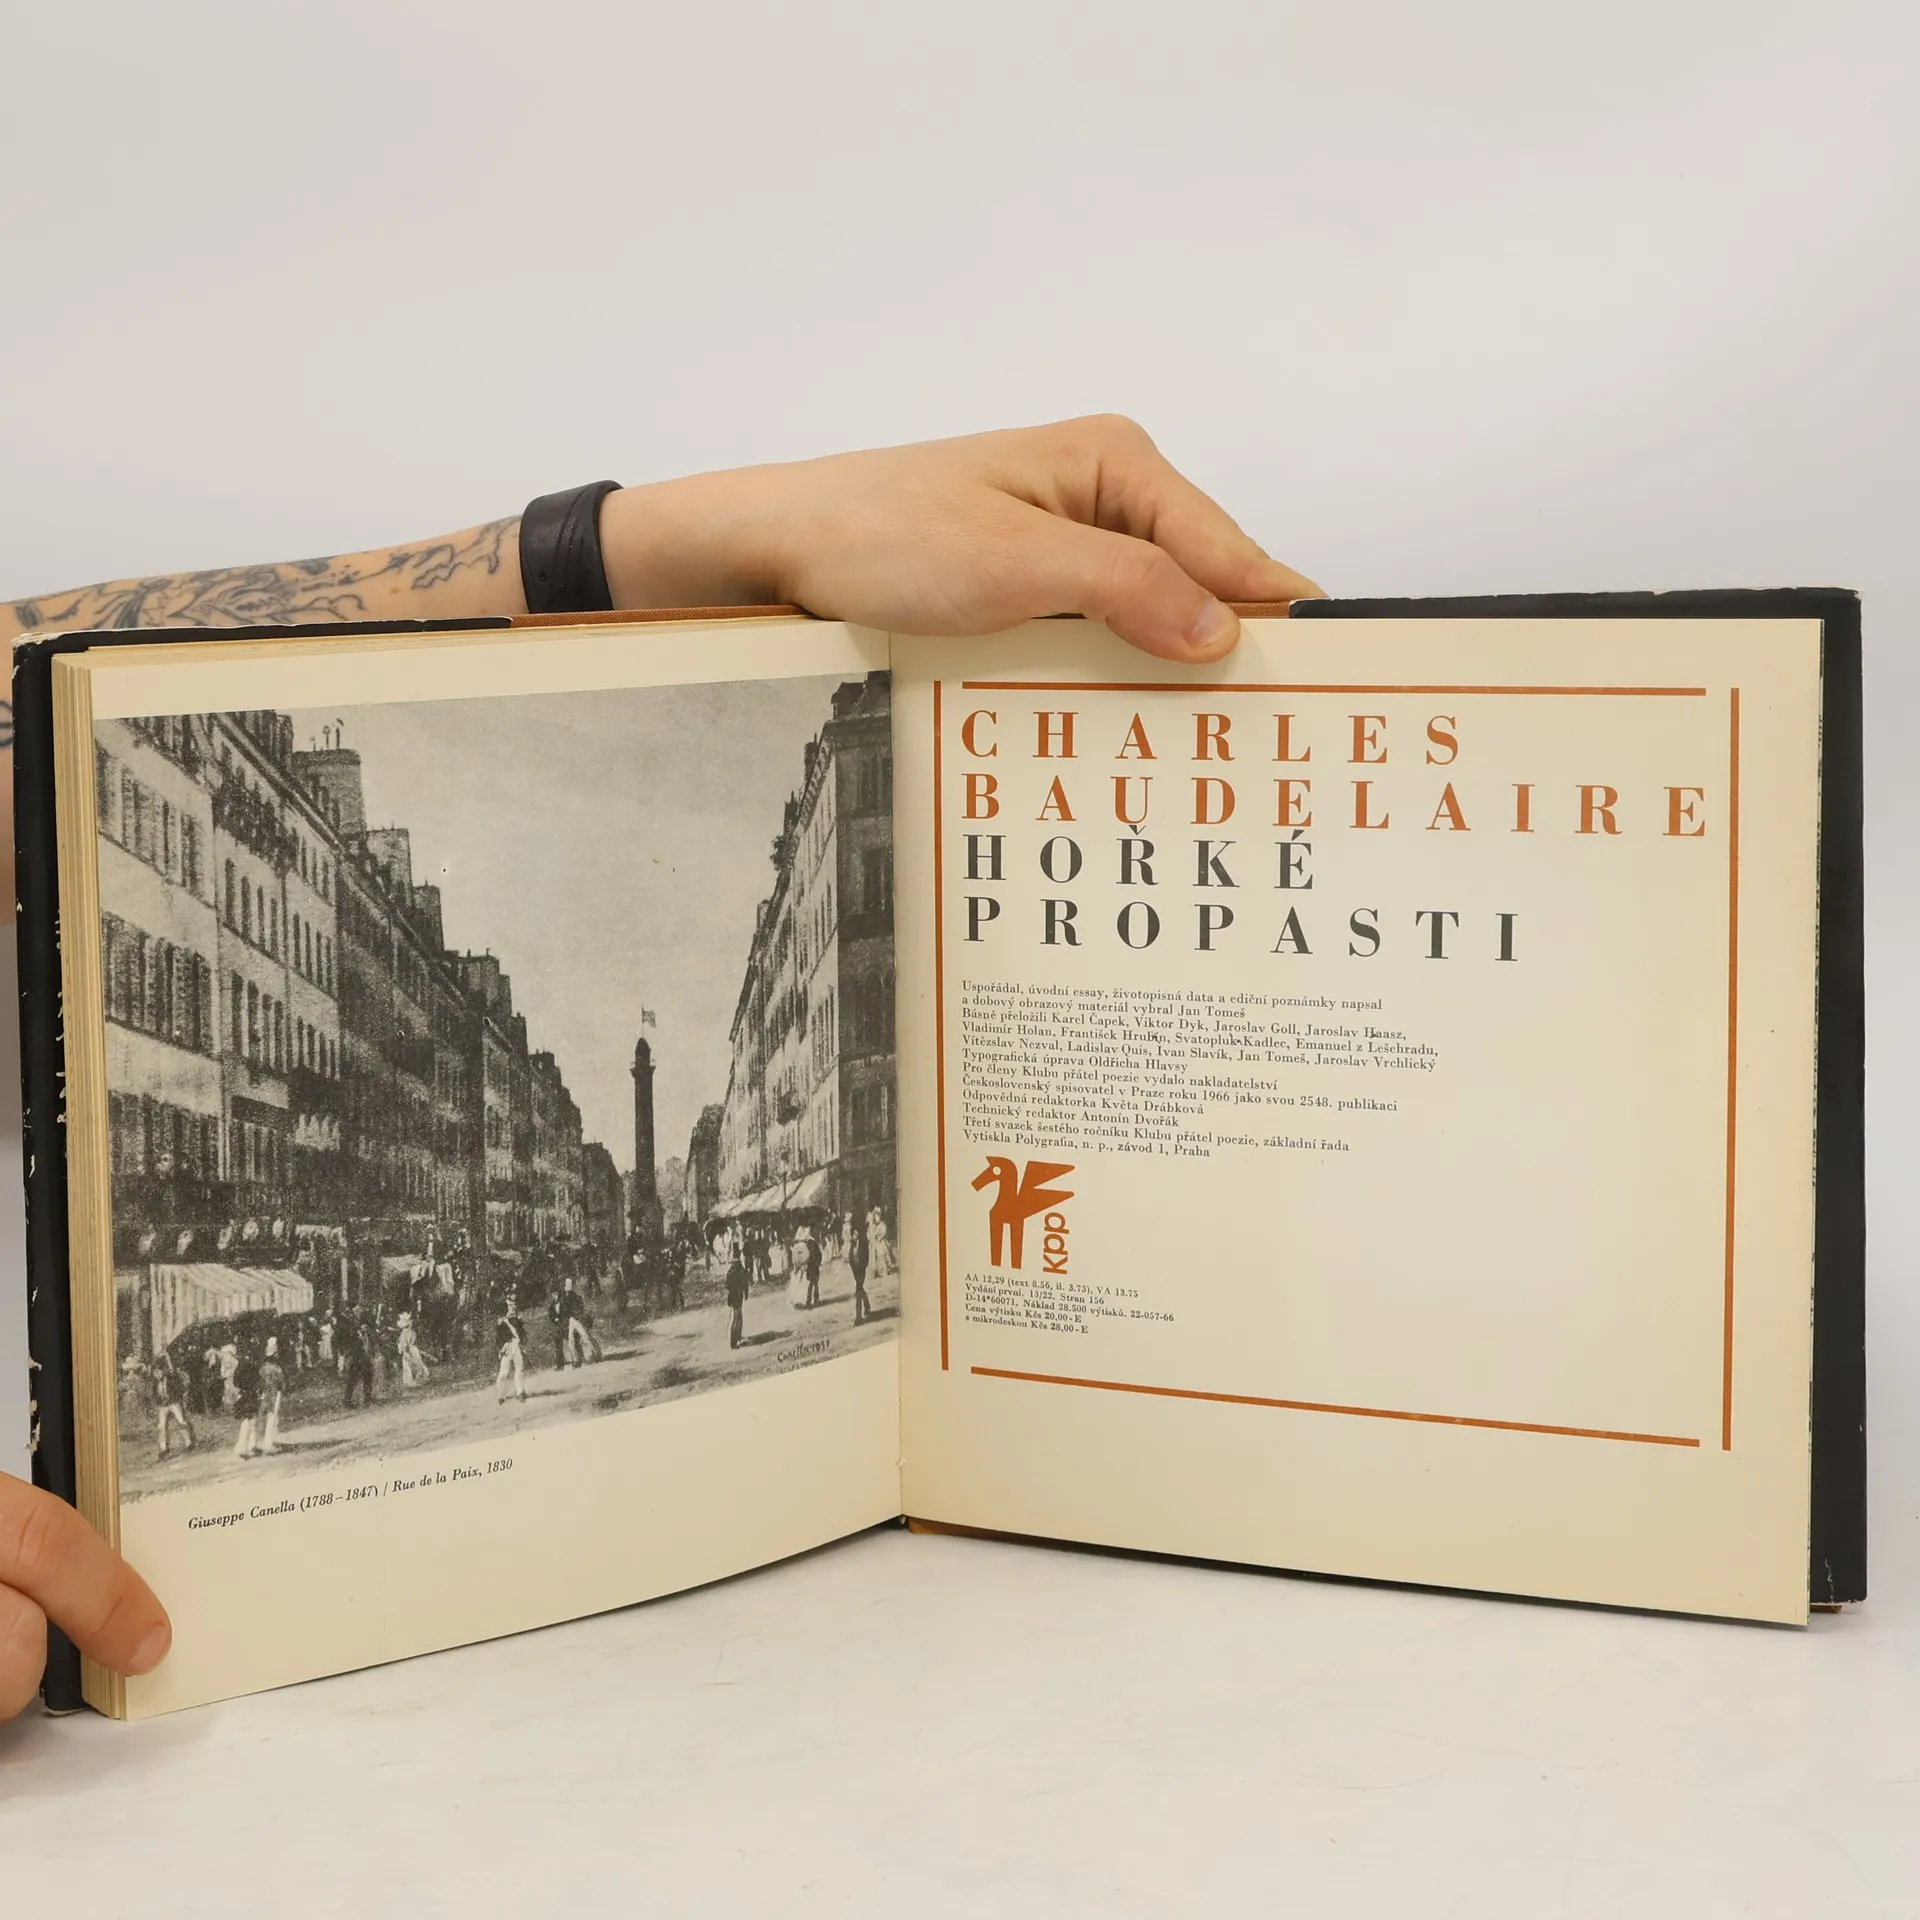 Canella 1831
Giuseppe Canella (1788–1847) / Rue de la Paix, 1830
CHARLES
BAUDELAIRE
HOŘKÉ
PROPASTI
Uspořádal, úvodní essay, životopisná data a ediční poznámky napsal
a dobový obrazový materiál vybral Jan Tomeš
Básně přeložili Karel Čapek, Viktor Dyk, Jaroslav Goll, Jaroslav Haasz,
Vladimír Holan, František Hrubín, Svatopluk Kadlec, Emanuel z Lešehradu,
Vítězslav Nezval, Ladislav Quis, Ivan Slavík, Jan Tomeš, Jaroslav Vrchlický
Typografická úprava Oldřicha Hlavsy
Pro členy Klubu přátel poezie vydalo nakladatelství
Československý spisovatel v Praze roku 1966 jako svou 2548. publikaci
Odpovědná redaktorka Květa Drábková
Technický redaktor Antonín Dvořák
Třetí svazek šestého ročníku Klubu přátel poezie, základní řada
Vytiskla Polygrafia, n. p., závod 1, Praha
kpp
AA 12,29 (text 8.56, il. 3.73), VA 13.75
Vydání první. 13/22. Stran 156
D-14*60071. Náklad 28.500 výtisků. 22-057-66
Cena výtisku Kčs 20,00-E
s mikrodeskou Kčs 28,00-E